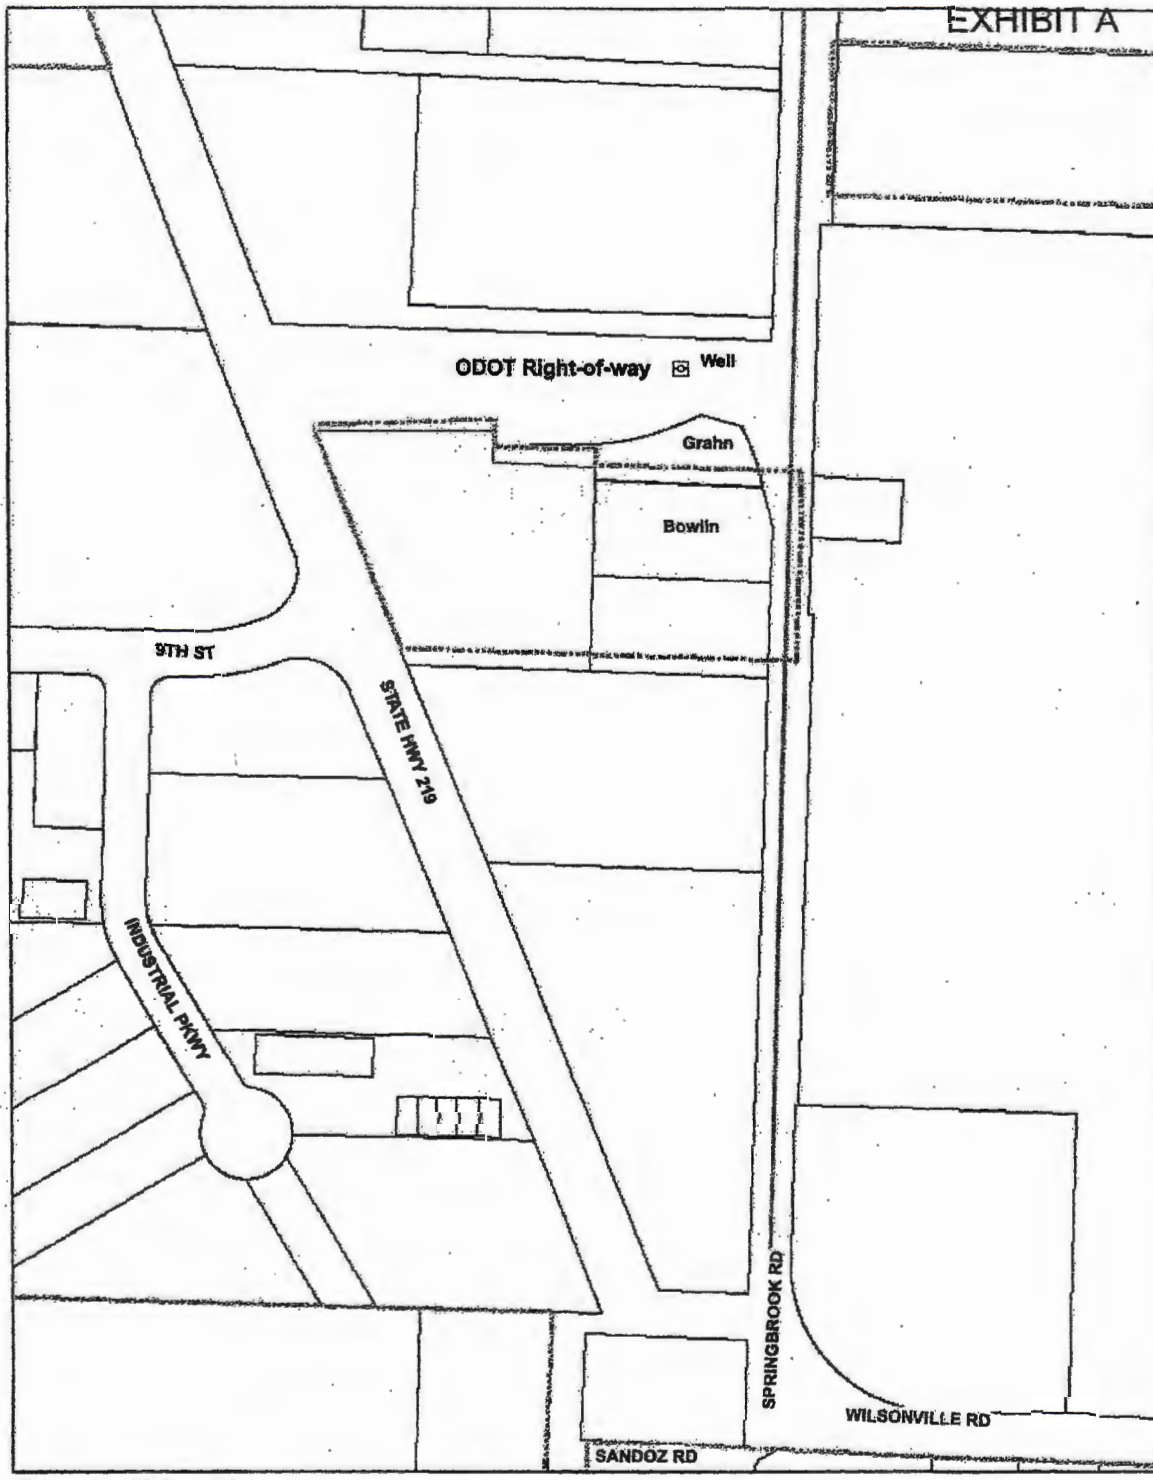 EXHIBIT A
ODOT Right-of-way
Well
Grahn
Bowlin
9TH ST
STATE HWY 219
INDUSTRIAL PKWY
SPRINGBROOK RD
WILSONVILLE RD
SANDOZ RD